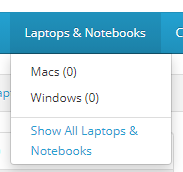 Laptops & Notebooks
Macs (0)
Windows (0)
Show All Laptops &
Notebooks